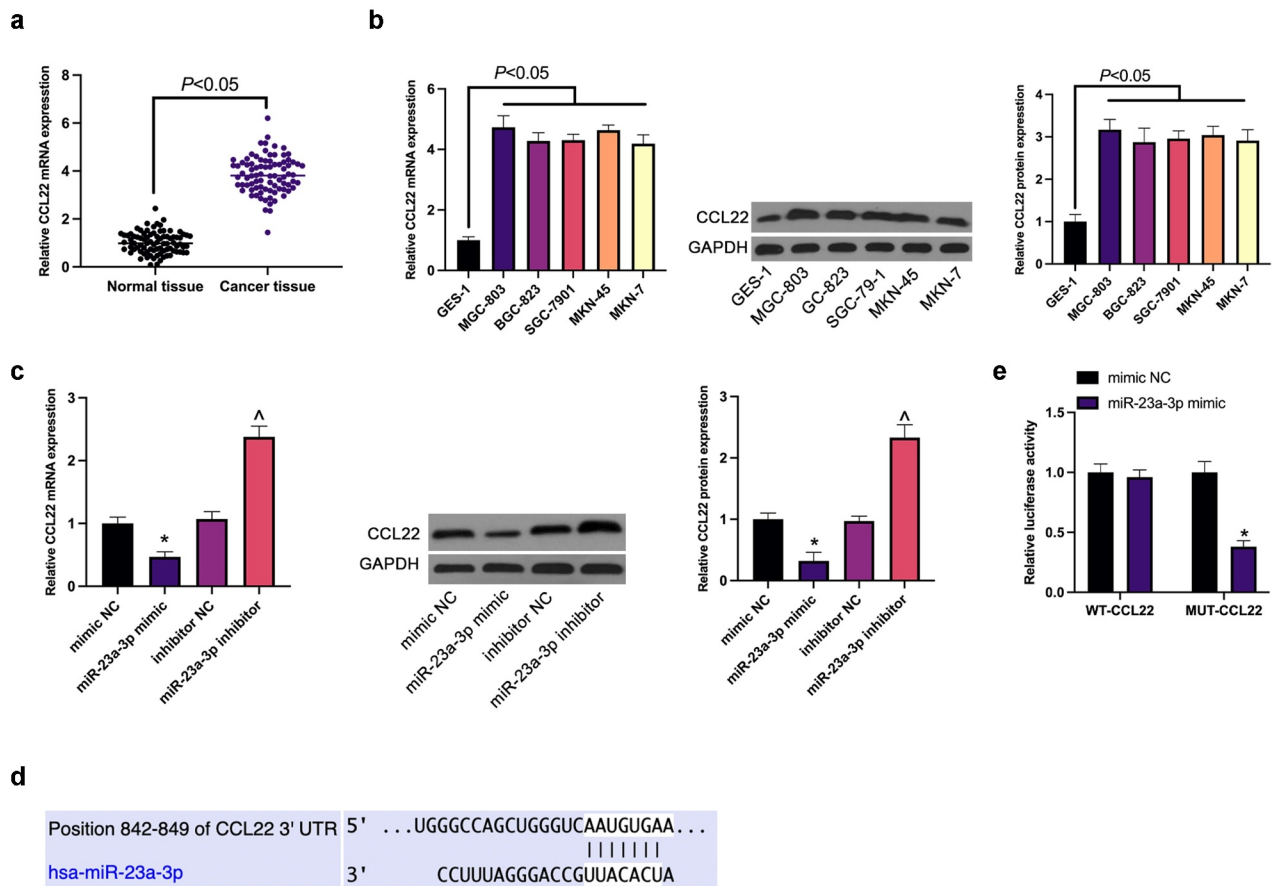 a
Relative CCL22 mRNA expresstion
8
6
4
2
0
P<0.05
Normal tissue
Cancer tissue
b
Relative CCL22 mRNA expresstion
6
4
2
0
P<0.05
GES-1
MGC-803
BGC-823
SGC-7901
MKN-45
MKN-7
CCL22
GAPDH
GES-1
MGC-803
GC-823
SGC-79-1
MKN-45
MKN-7
Relative CCL22 protein expresstion
4
3
2
1
0
P<0.05
GES-1
MGC-803
BGC-823
SGC-7901
MKN-45
MKN-7
c
Relative CCL22 mRNA expresstion
3
2
1
0
*
^
mimic NC
miR-23a-3p mimic
inhibitor NC
miR-23a-3p inhibitor
CCL22
GAPDH
mimic NC
miR-23a-3p mimic
inhibitor NC
miR-23a-3p inhibitor
Relative CCL22 protein expresstion
3
2
1
0
*
^
mimic NC
miR-23a-3p mimic
inhibitor NC
miR-23a-3p inhibitor
e
mimic NC
miR-23a-3p mimic
Relative luciferase activity
1.5
1.0
0.5
0.0
*
WT-CCL22
MUT-CCL22
d
Position 842-849 of CCL22 3' UTR 5' ...UGGGCCAGCUGGGUCAAUGUGAA...
hsa-miR-23a-3p 3' CCUUUAGGGACCGUUACACUA